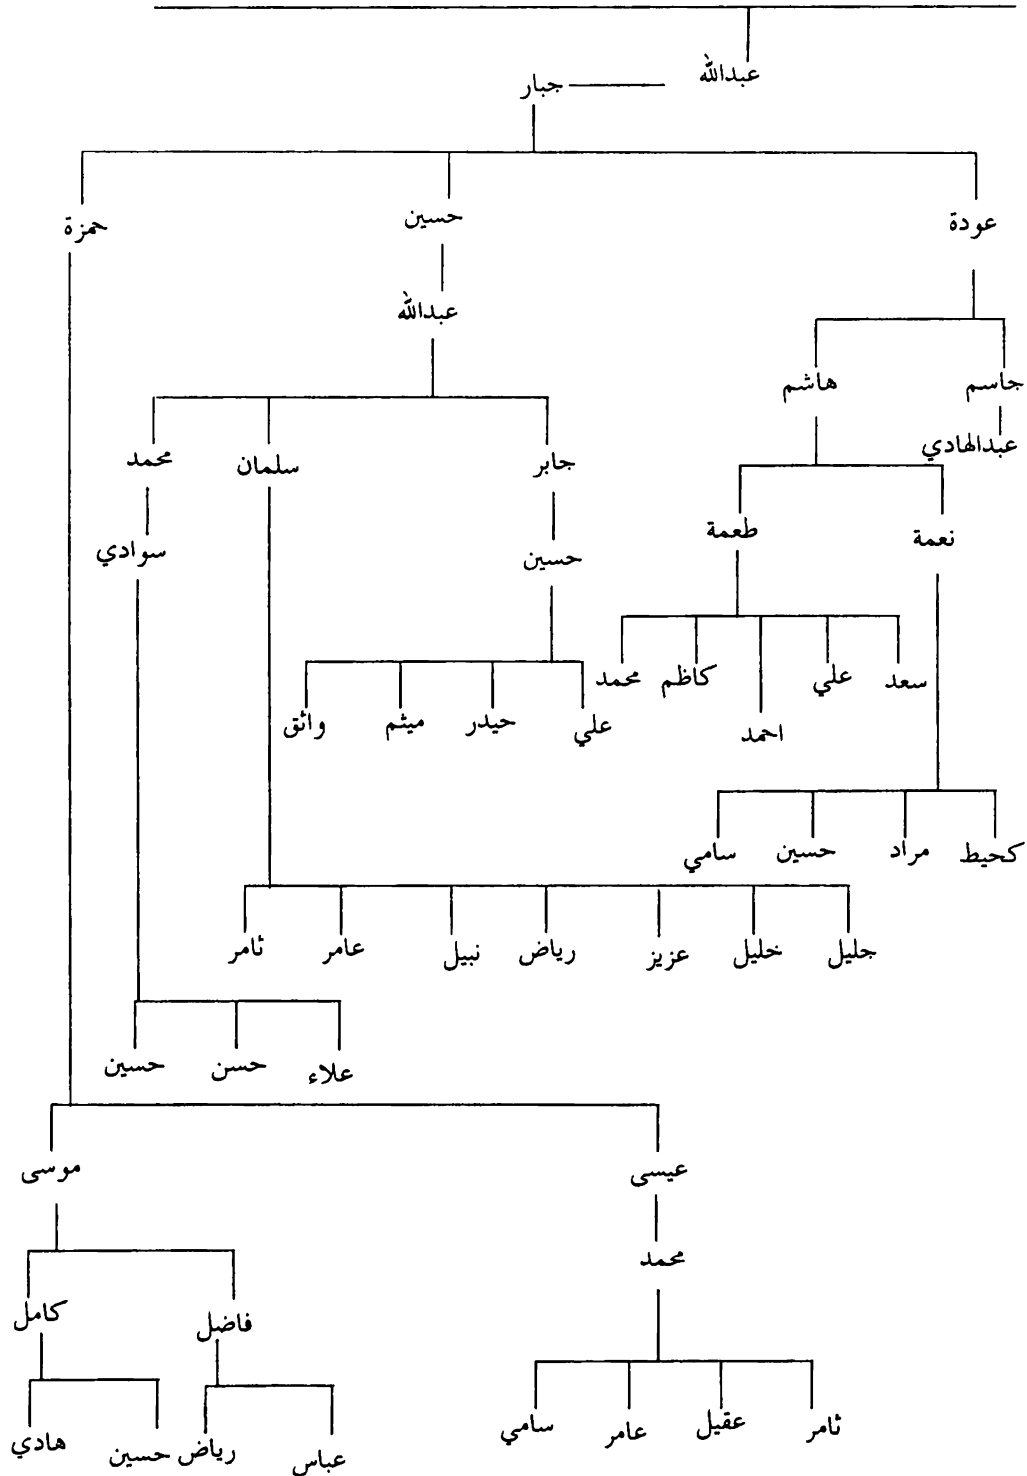 عبدالله
جبار
عودة حسين حمزة
عبدالله
جاسم هاشم
عبدالهادي
جابر سلمان محمد
نعمة طعمة
حسين سوادي
سعد علي احمد كاظم محمد
علي حيدر ميثم واثق
كحيط مراد حسين سامي
جليل خليل عزيز رياض نبيل عامر ثامر
علاء حسن حسين
عيسى موسى
محمد
فاضل كامل
ثامر عقيل عامر سامي
عباس رياض حسين هادي